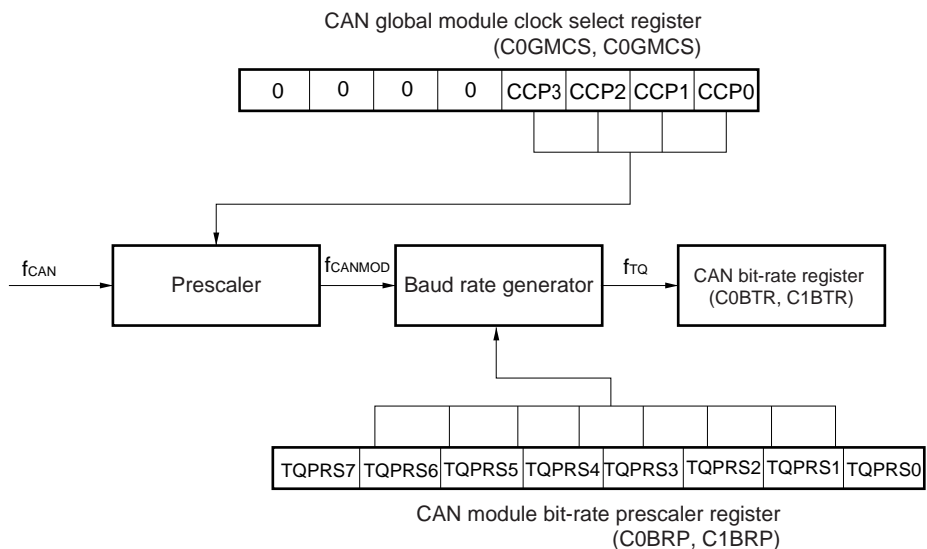 CAN global module clock select register
(C0GMCS, C0GMCS)
0 0 0 0 CCP3 CCP2 CCP1 CCP0
fCAN
Prescaler
fCANMOD
Baud rate generator
fTQ
CAN bit-rate register
(C0BTR, C1BTR)
TQPRS7 TQPRS6 TQPRS5 TQPRS4 TQPRS3 TQPRS2 TQPRS1 TQPRS0
CAN module bit-rate prescaler register
(C0BRP, C1BRP)